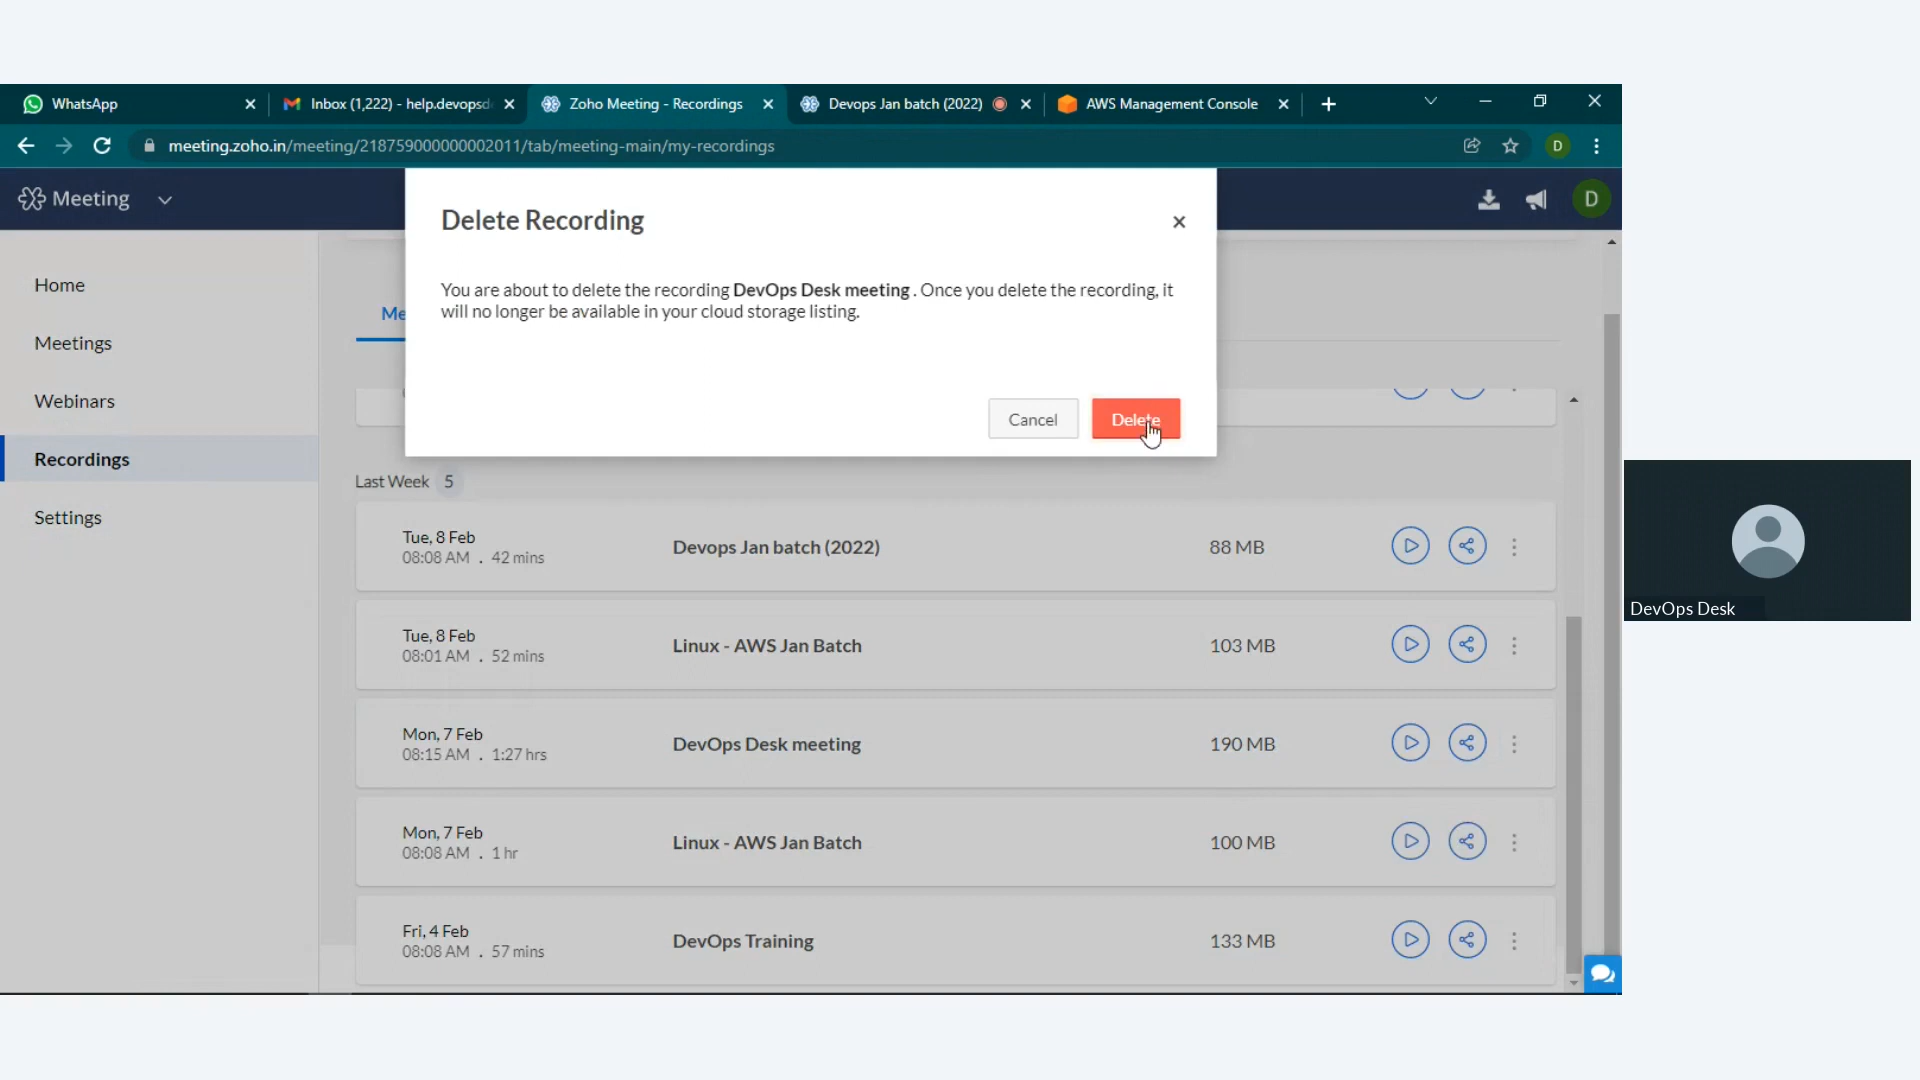 WhatsApp
Inbox (1,222) - help.devopsd
Zoho Meeting - Recordings
Devops Jan batch (2022)
AWS Management Console
meeting.zoho.in/meeting/218759000000002011/tab/meeting-main/my-recordings
D
Meeting
D
Delete Recording
You are about to delete the recording DevOps Desk meeting . Once you delete the recording, it
will no longer be available in your cloud storage listing.
Cancel
Delete
Home
Meetings
Webinars
Recordings
Settings
Me
Last Week 5
Tue, 8 Feb
08:08 AM . 42 mins
Devops Jan batch (2022)
88 MB
Tue, 8 Feb
08:01 AM . 52 mins
Linux - AWS Jan Batch
103 MB
Mon, 7 Feb
08:15 AM . 1:27 hrs
DevOps Desk meeting
190 MB
Mon, 7 Feb
08:08 AM . 1 hr
Linux - AWS Jan Batch
100 MB
Fri, 4 Feb
08:08 AM . 57 mins
DevOps Training
133 MB
DevOps Desk